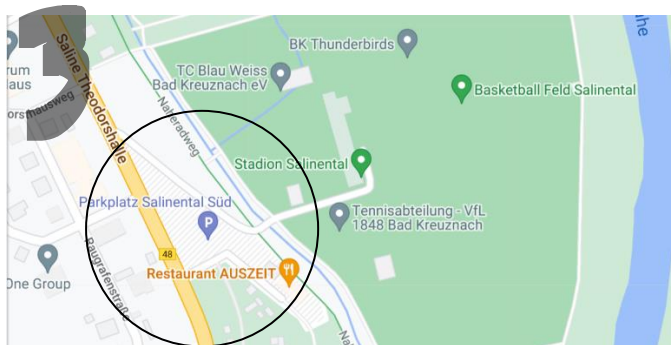 3
BK Thunderbirds
TC Blau Weiss
Bad Kreuznach eV
Basketball Feld Salinental
Saline Theodorshalle
Naheradweg
Stadion Salinental
Parkplatz Salinental Süd
P
Tennisabteilung - VfL
1848 Bad Kreuznach
48
Raugrafenstraße
One Group
Restaurant AUSZEIT